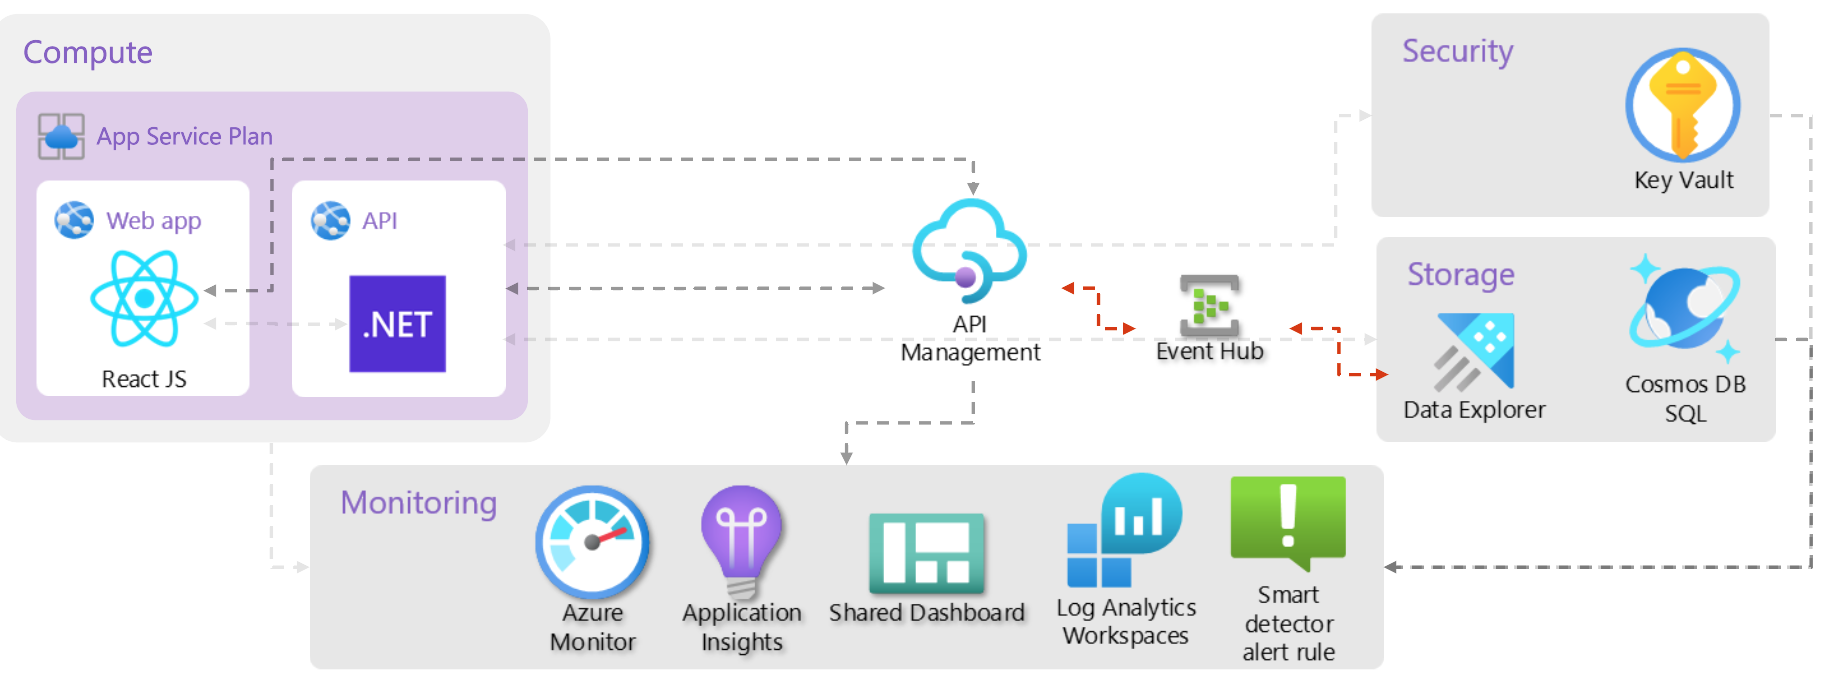 Compute
App Service Plan
Web app
React JS
API
.NET
API
Management
Event Hub
Security
Key Vault
Storage
Data Explorer
Cosmos DB
SQL
Monitoring
Azure
Monitor
Application
Insights
Shared Dashboard
Log Analytics
Workspaces
Smart
detector
alert rule